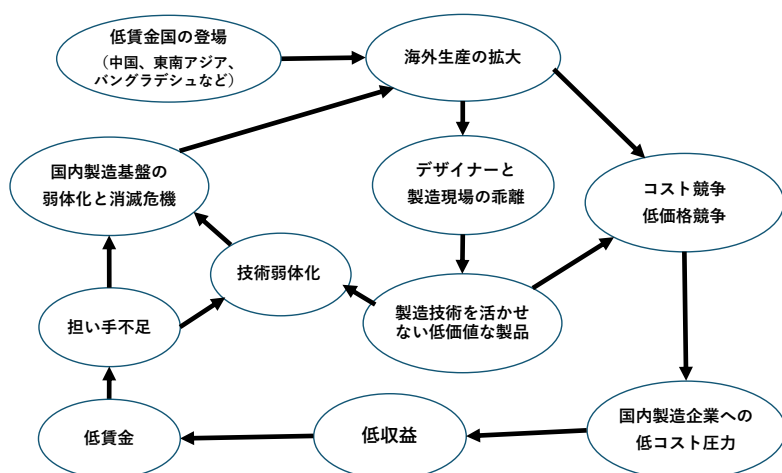 低賃金国の登場
（中国、東南アジア、
バングラデシュなど）
海外生産の拡大
国内製造基盤の
弱体化と消滅危機
デザイナーと
製造現場の乖離
コスト競争
低価格競争
技術弱体化
担い手不足
製造技術を活かせ
ない低価値な製品
低賃金
低収益
国内製造企業への
低コスト圧力